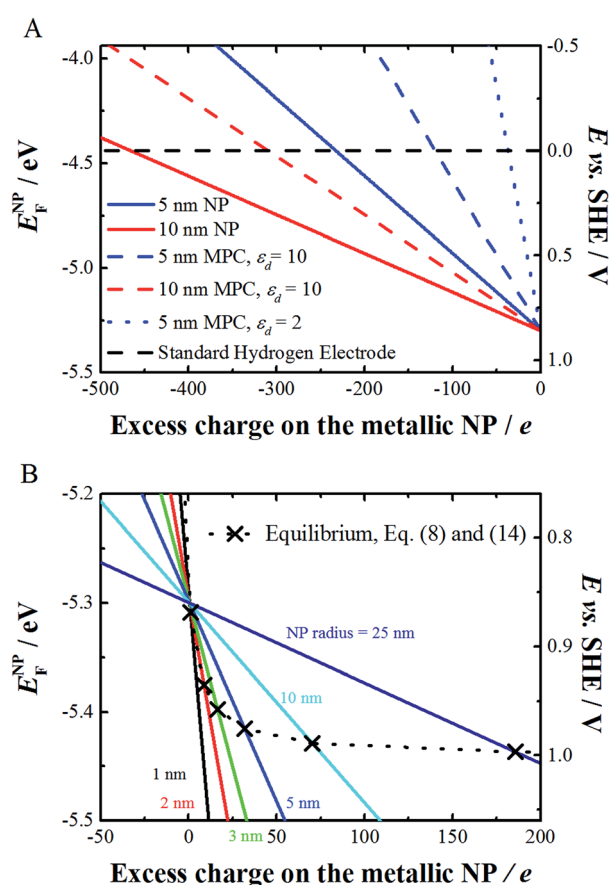 A
-4.0
-4.5
-5.0
-5.5
E_F^NP / eV
-0.5
0.0
0.5
1.0
E vs. SHE / V
5 nm NP
10 nm NP
5 nm MPC, ε_d = 10
10 nm MPC, ε_d = 10
5 nm MPC, ε_d = 2
Standard Hydrogen Electrode
-500 -400 -300 -200 -100 0
Excess charge on the metallic NP / e
B
-5.2
-5.3
-5.4
-5.5
E_F^NP / eV
0.8
0.9
1.0
E vs. SHE / V
Equilibrium, Eq. (8) and (14)
NP radius = 25 nm
10 nm
1 nm
2 nm
3 nm
5 nm
-50 0 50 100 150 200
Excess charge on the metallic NP / e